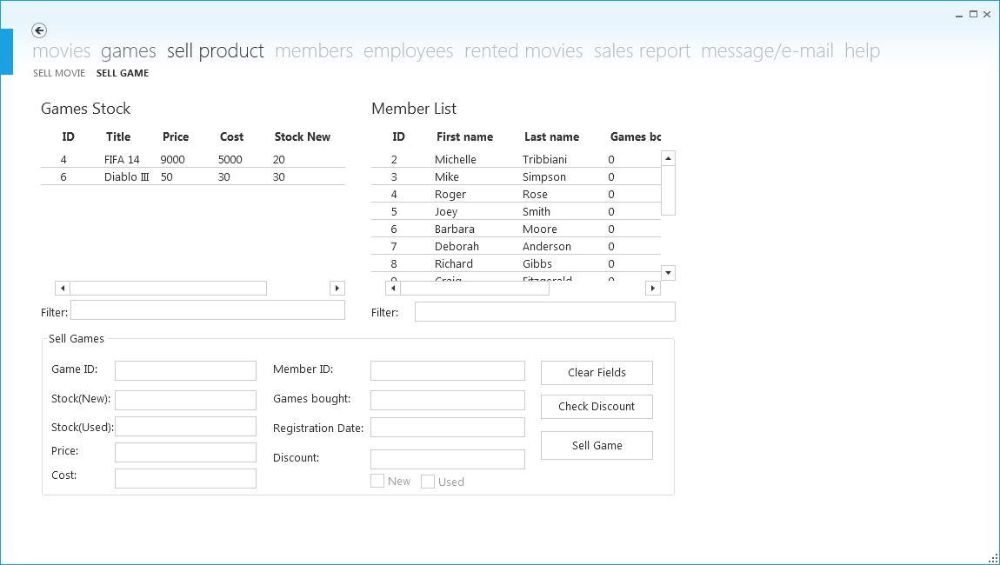 movies games sell product members employees rented movies sales report message/e-mail help
SELL MOVIE SELL GAME
Games Stock
ID Title Price Cost Stock New
4 FIFA 14 9000 5000 20
6 Diablo III 50 30 30
Filter:
Member List
ID First name Last name Games bo
2 Michelle Tribbiani 0
3 Mike Simpson 0
4 Roger Rose 0
5 Joey Smith 0
6 Barbara Moore 0
7 Deborah Anderson 0
8 Richard Gibbs 0
9 Craig Fitzgerald 0
Filter:
Sell Games
Game ID:
Stock(New):
Stock(Used):
Price:
Cost:
Member ID:
Games bought:
Registration Date:
Discount:
New Used
Clear Fields
Check Discount
Sell Game